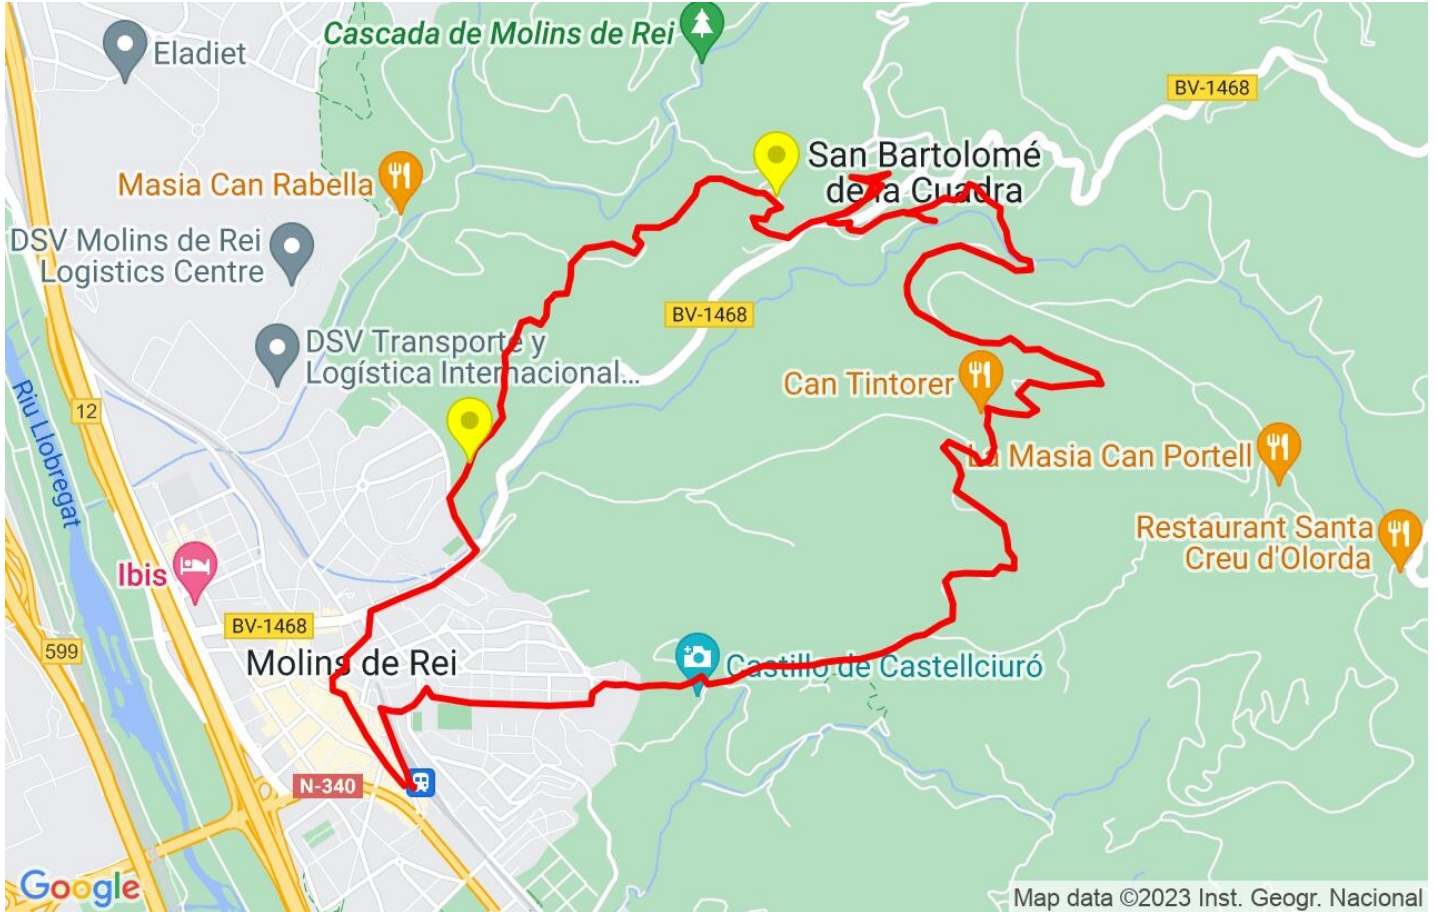 Cascada de Molins de Rei
Eladiet
BV-1468
San Bartolomé
de la Cuadra
Masia Can Rabella
DSV Molins de Rei
Logistics Centre
BV-1468
DSV Transporte y
Logística Internacional...
Can Tintorer
Riu Llobregat
12
La Masia Can Portell
Restaurant Santa
Creu d'Olorda
Ibis
BV-1468
599
Molins de Rei
Castillo de Castellciuró
N-340
Google
Map data ©2023 Inst. Geogr. Nacional